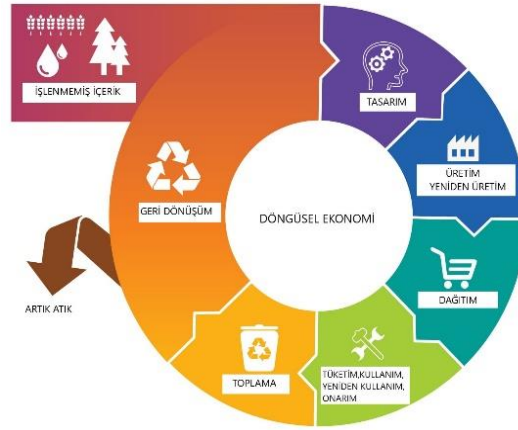 İŞLENMEMİŞ İÇERİK
TASARIM
ÜRETİM
YENİDEN ÜRETİM
DAĞITIM
TÜKETİM,KULLANIM,
YENİDEN KULLANIM,
ONARIM
TOPLAMA
GERİ DÖNÜŞÜM
ARTIK ATIK
DÖNGÜSEL EKONOMİ